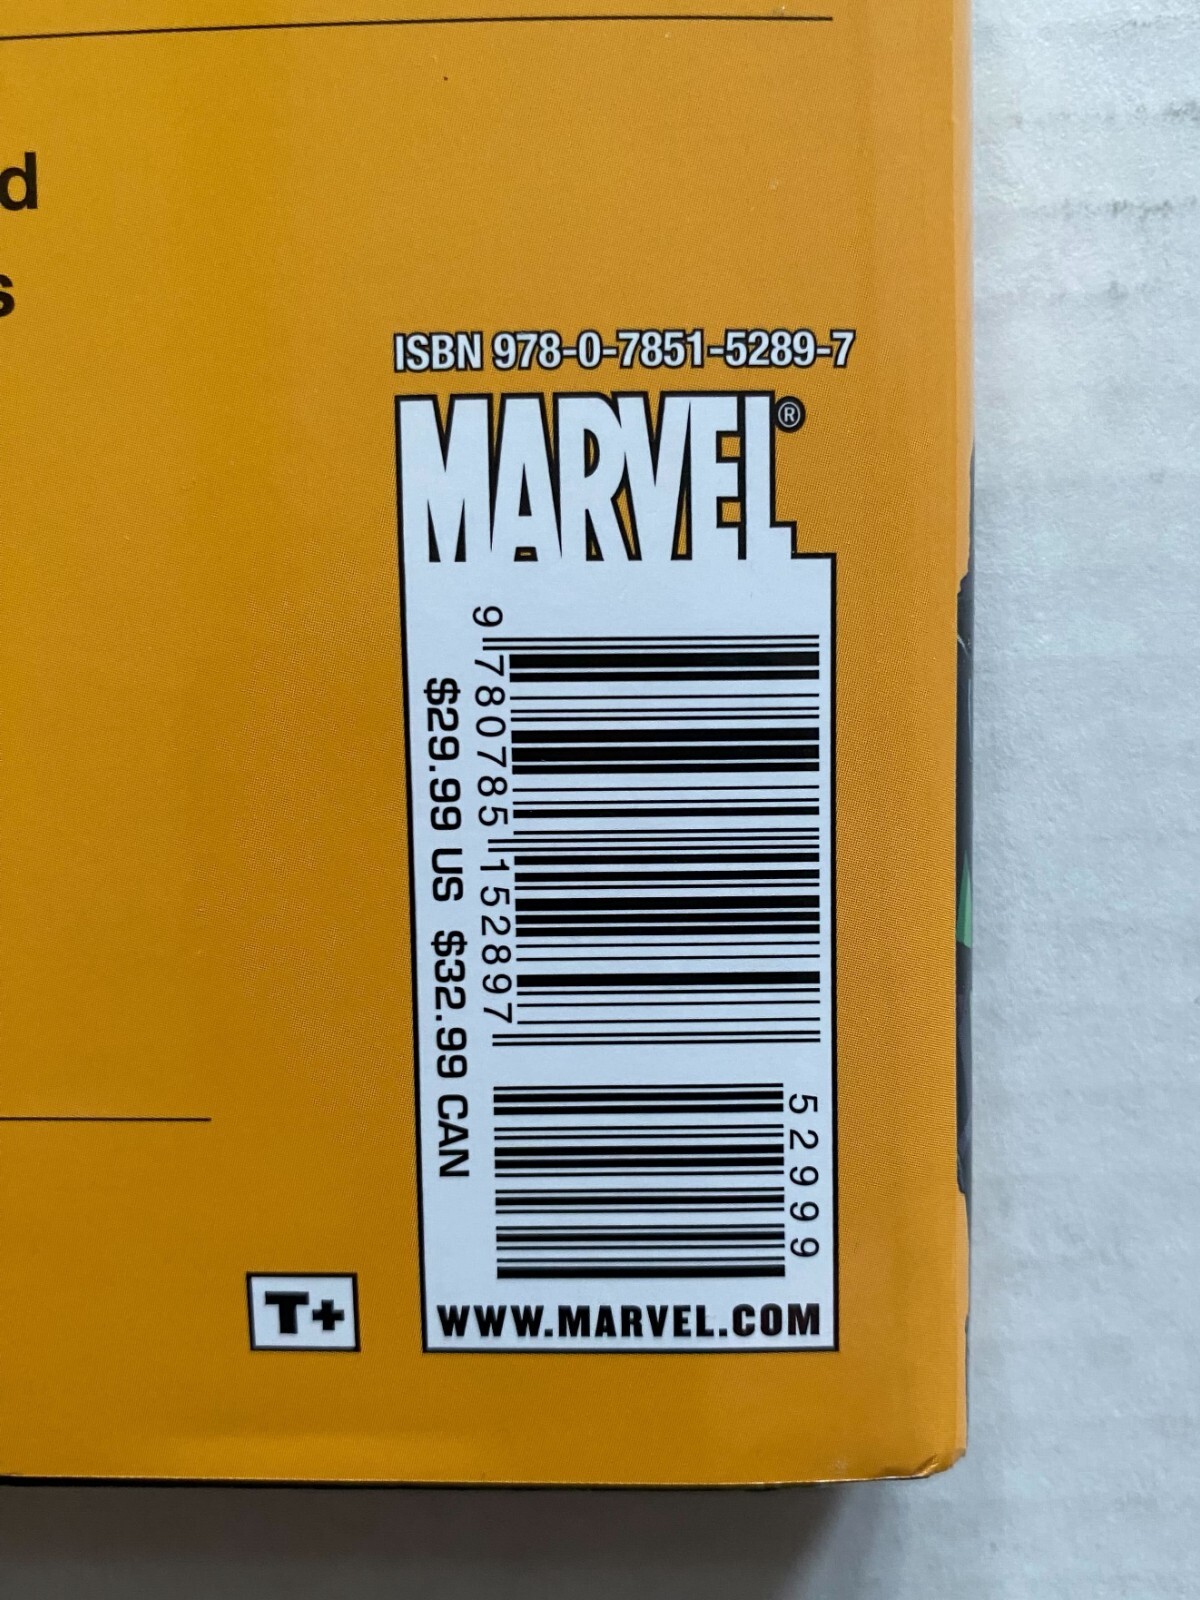 d
s
ISBN 978-0-7851-5289-7
MARVEL®
9 780785 152897
$29.99 US $32.99 CAN
52999
T+
WWW.MARVEL.COM